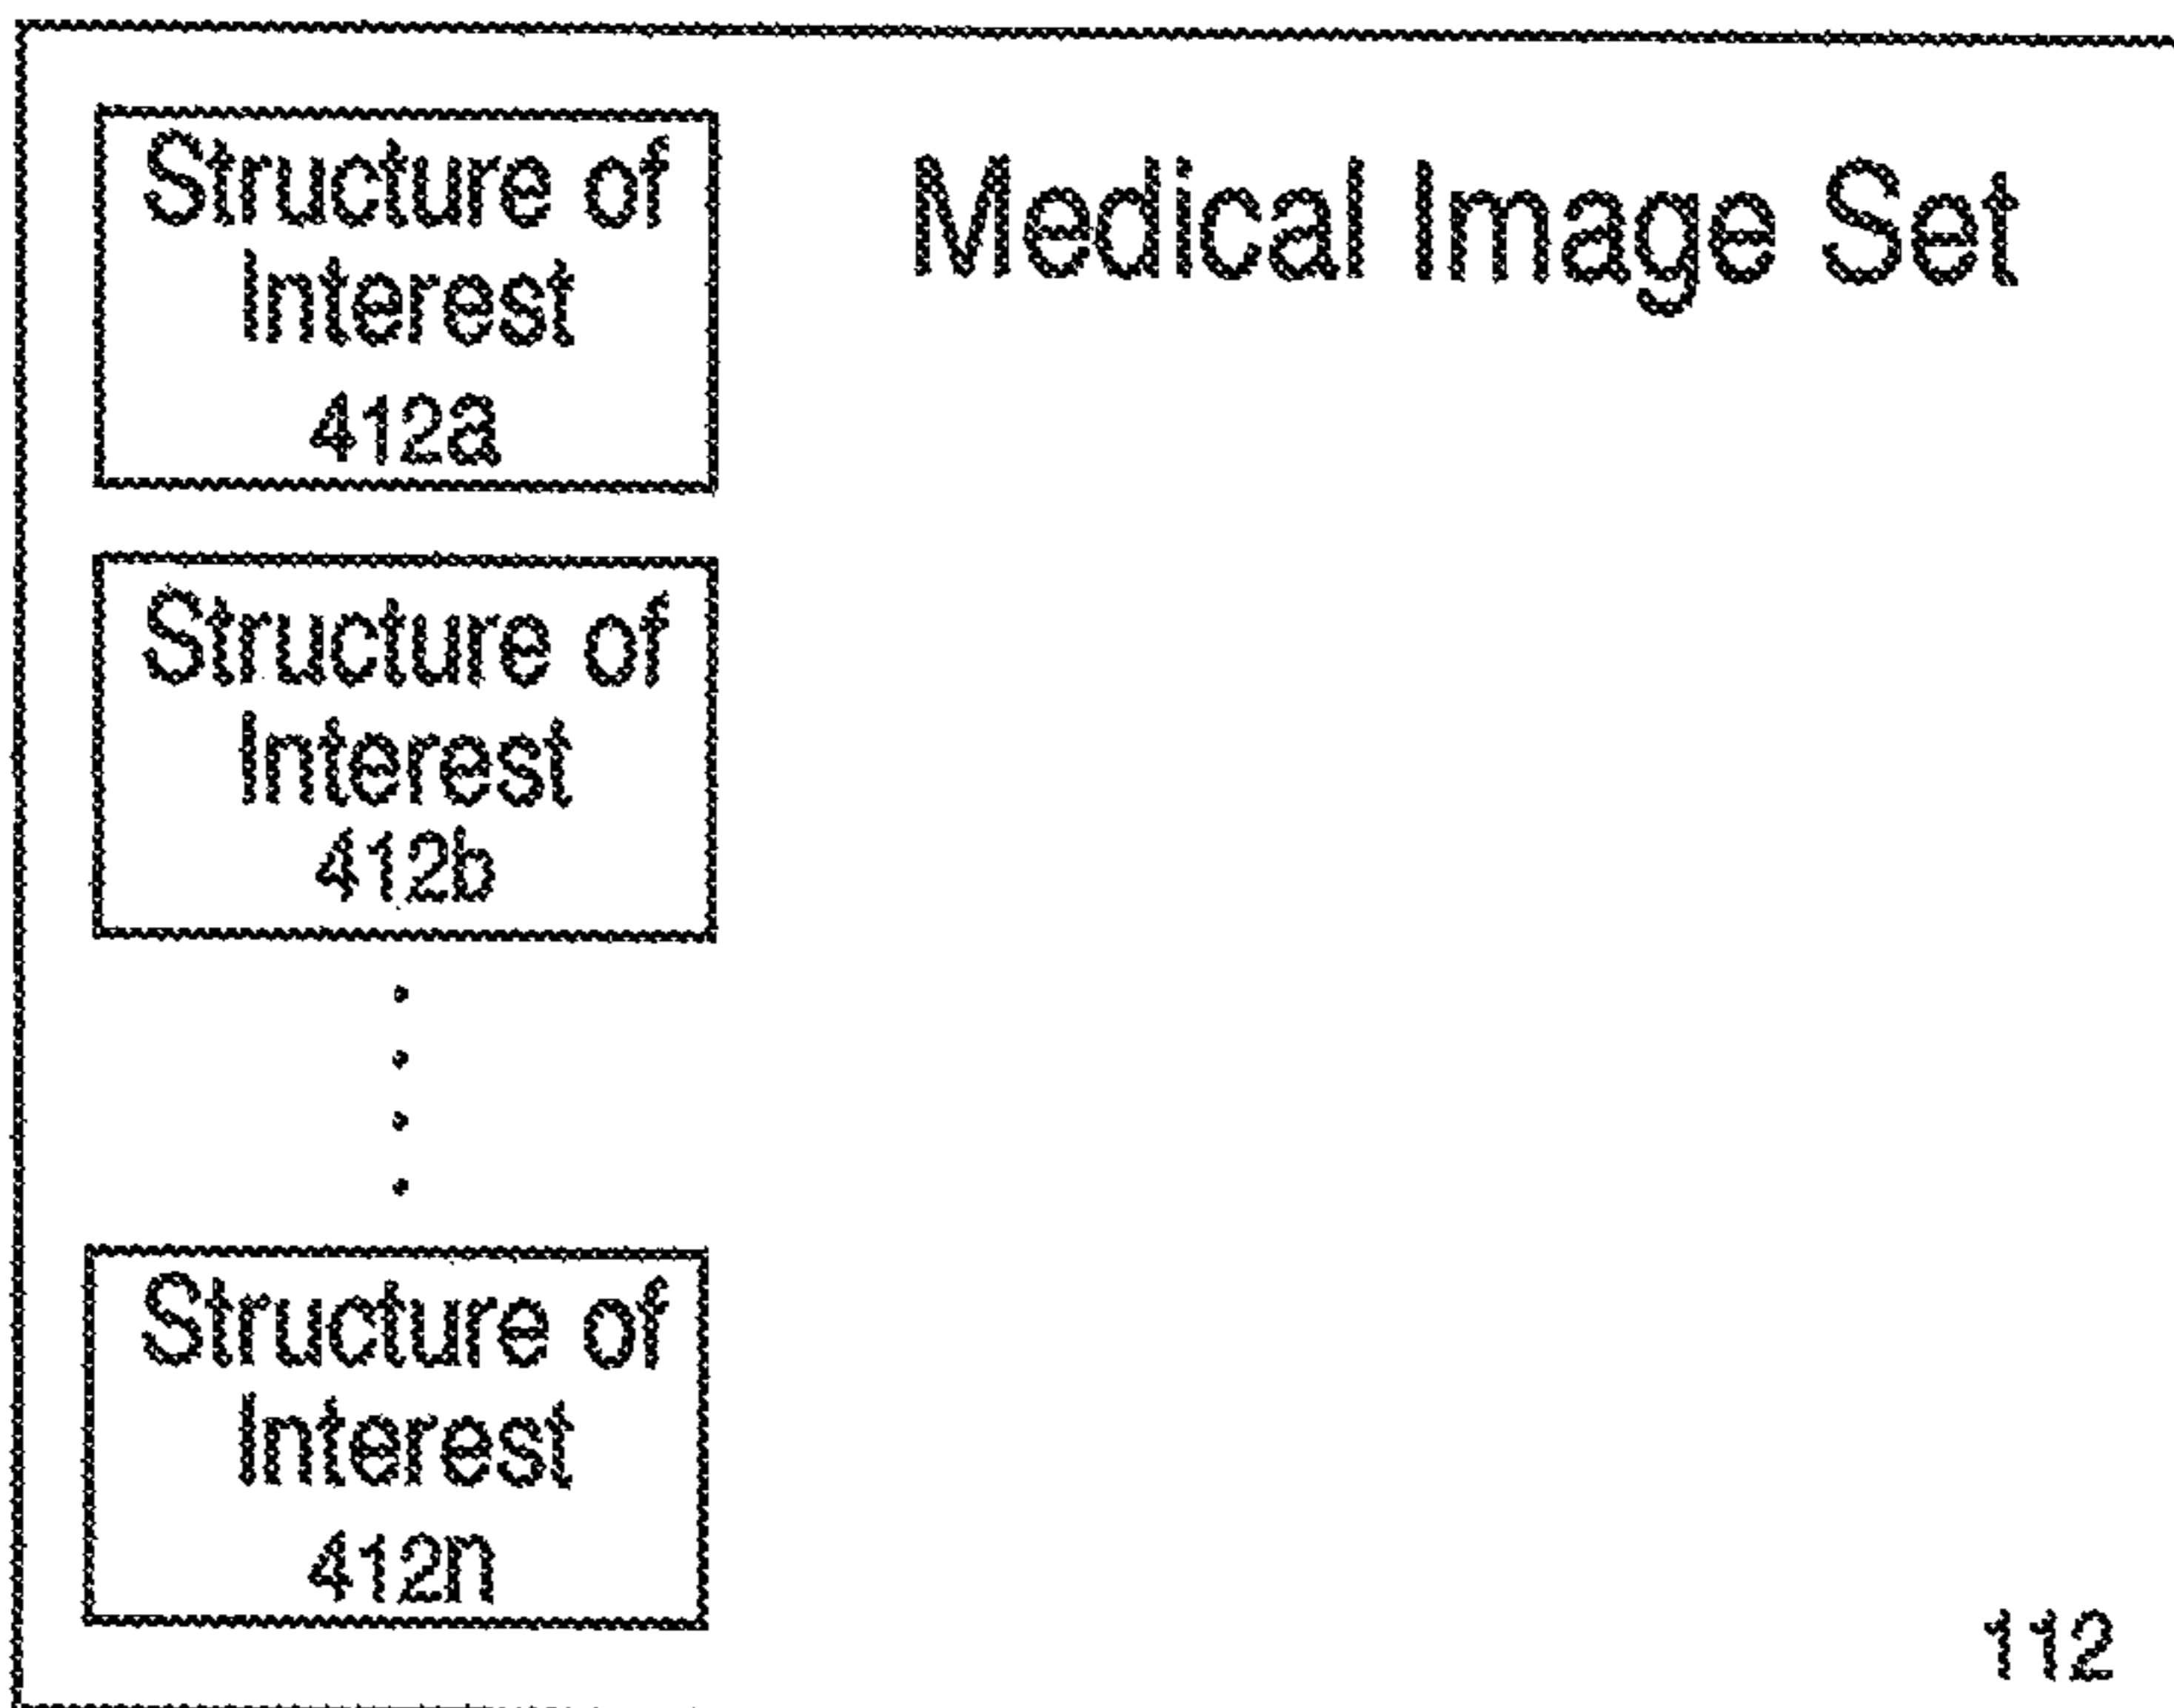 Structure of
Interest
412a
Medical Image Set
Structure of
Interest
412b
Structure of
Interest
412n
112